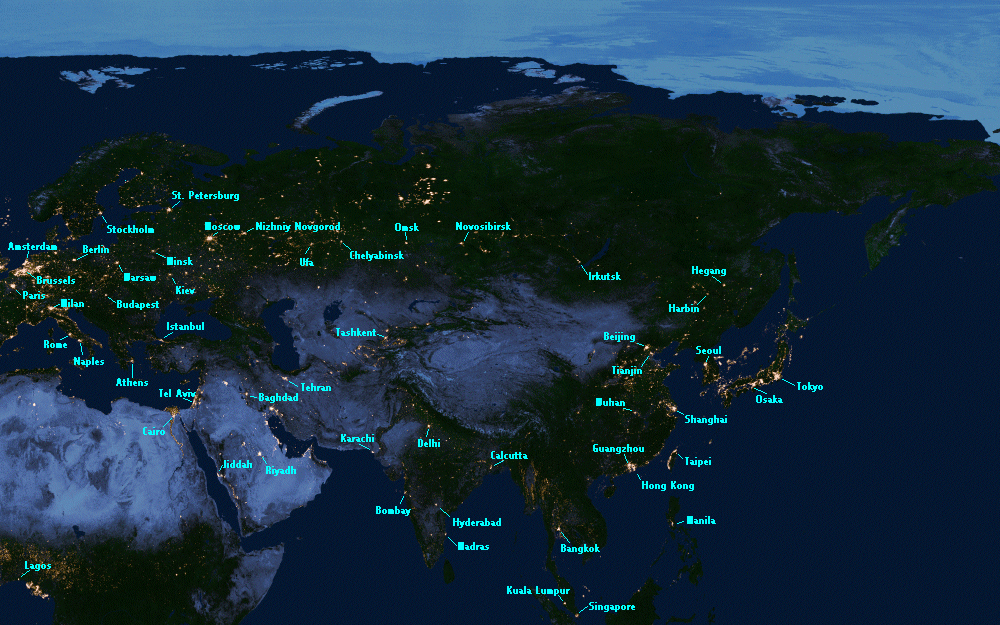 St. Petersburg
Stockholm
Moscow
Nizhniy Novgorod
Omsk
Novosibirsk
Amsterdam
Berlin
Minsk
Ufa
Chelyabinsk
Irkutsk
Hegang
Brussels
Warsaw
Kiev
Paris
Milan
Budapest
Harbin
Istanbul
Tashkent
Beijing
Rome
Naples
Seoul
Tianjin
Athens
Tehran
Tokyo
Tel Aviv
Baghdad
Wuhan
Osaka
Shanghai
Cairo
Karachi
Delhi
Guangzhou
Calcutta
Taipei
Jiddah
Riyadh
Hong Kong
Bombay
Hyderabad
Manila
Madras
Bangkok
Lagos
Kuala Lumpur
Singapore